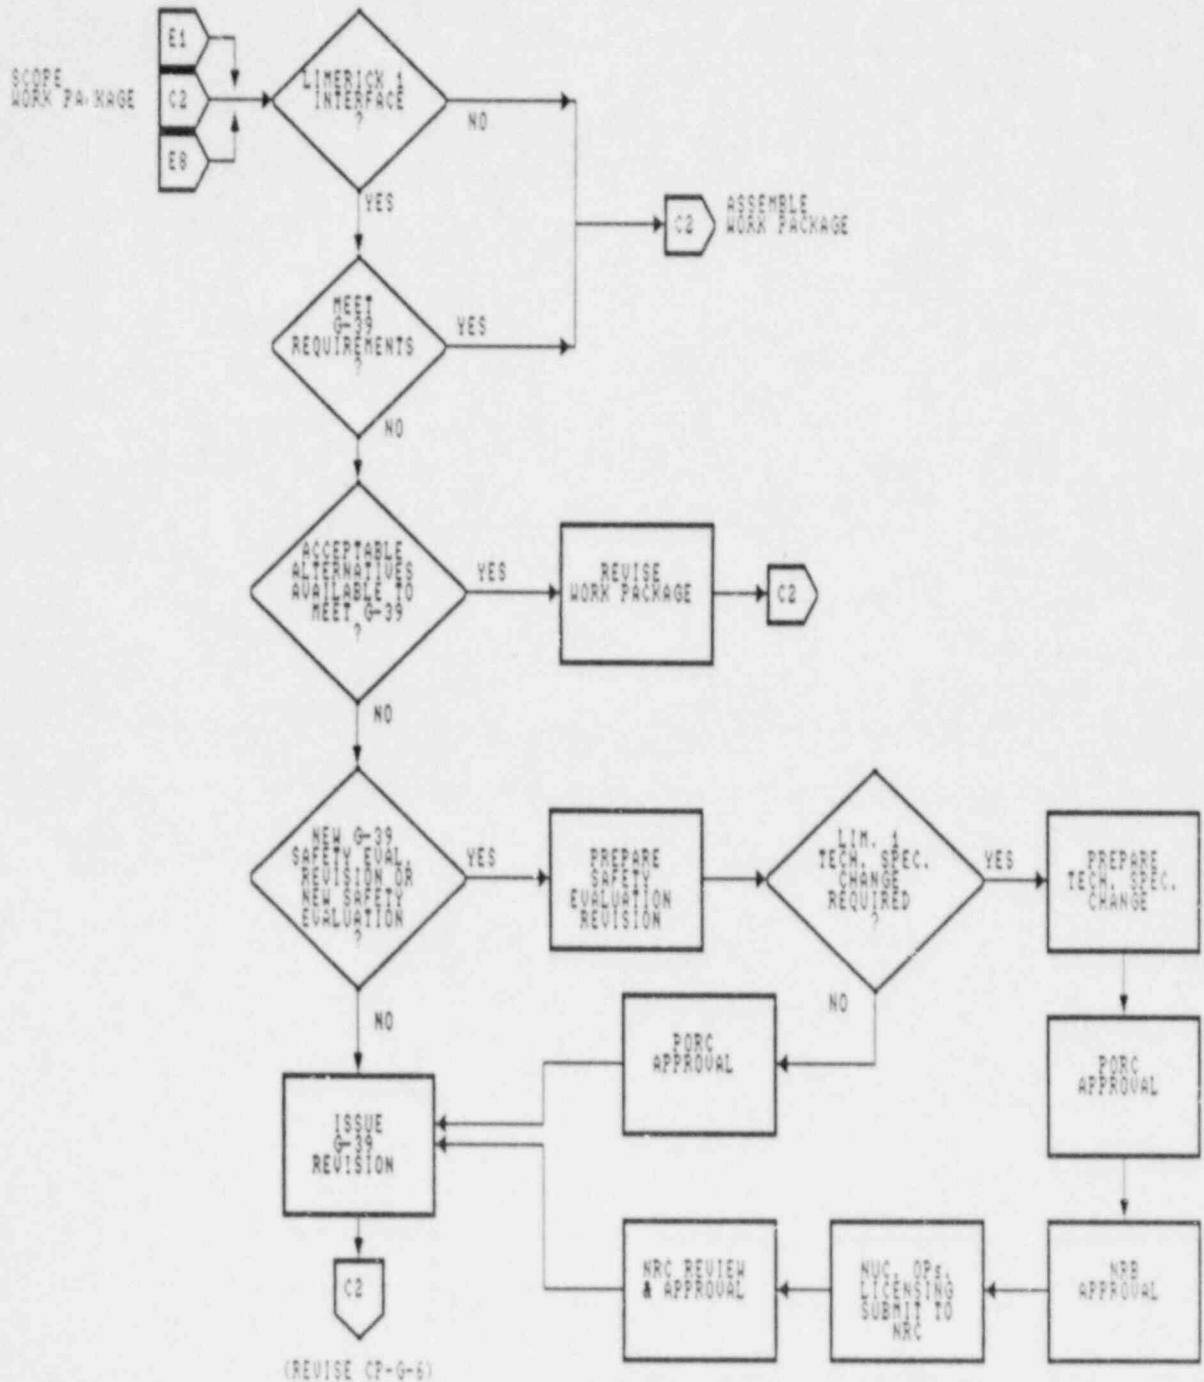 E1
SCOPE
WORK PACKAGE
C2
E8
LIMERICK 1
INTERFACE
?
NO
YES
C2
ASSEMBLE
WORK PACKAGE
MEET
G-39
REQUIREMENTS
?
YES
NO
ACCEPTABLE
ALTERNATIVES
AVAILABLE TO
MEET G-39
?
YES
REVISE
WORK PACKAGE
C2
NO
NEW G-39
SAFETY EVAL.
REVISION OR
NEW SAFETY
EVALUATION
?
YES
PREPARE
SAFETY
EVALUATION
REVISION
LIM. 1
TECH. SPEC.
CHANGE
REQUIRED
?
YES
PREPARE
TECH. SPEC.
CHANGE
NO
NO
PORC
APPROVAL
PORC
APPROVAL
ISSUE
G-39
REVISION
NRC REVIEW
& APPROVAL
NUC. OPs.
LICENSING
SUBMIT TO
NRC
NRB
APPROVAL
C2
(REVISE CP-G-6)